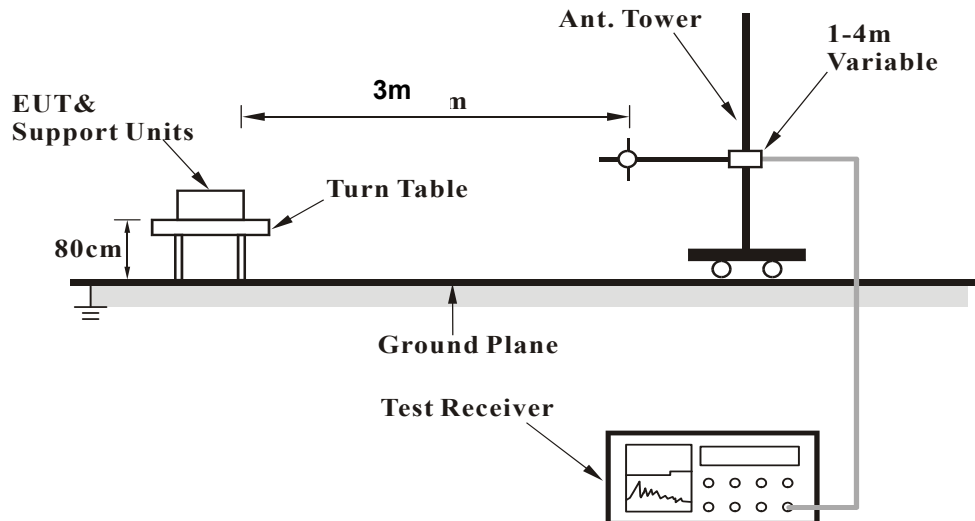 Ant. Tower
1-4m
Variable
3m
m
EUT&
Support Units
Turn Table
80cm
Ground Plane
Test Receiver